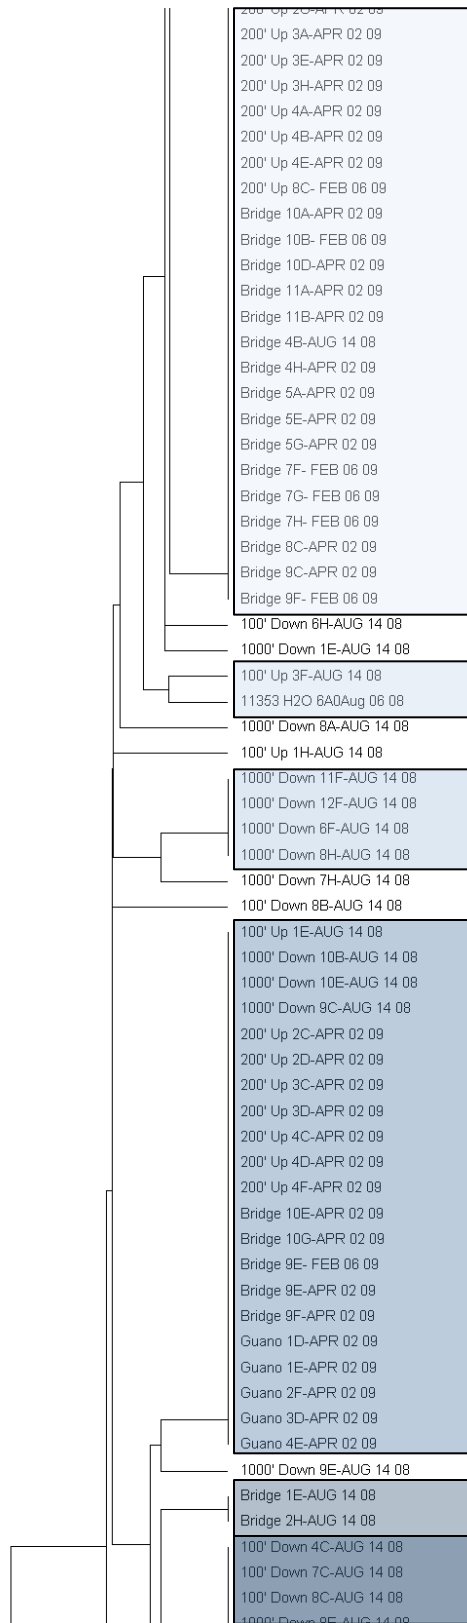 200' Up 2G-APR 02 09
200' Up 3A-APR 02 09
200' Up 3E-APR 02 09
200' Up 3H-APR 02 09
200' Up 4A-APR 02 09
200' Up 4B-APR 02 09
200' Up 4E-APR 02 09
200' Up 8C- FEB 06 09
Bridge 10A-APR 02 09
Bridge 10B- FEB 06 09
Bridge 10D-APR 02 09
Bridge 11A-APR 02 09
Bridge 11B-APR 02 09
Bridge 4B-AUG 14 08
Bridge 4H-APR 02 09
Bridge 5A-APR 02 09
Bridge 5E-APR 02 09
Bridge 5G-APR 02 09
Bridge 7F- FEB 06 09
Bridge 7G- FEB 06 09
Bridge 7H- FEB 06 09
Bridge 8C-APR 02 09
Bridge 9C-APR 02 09
Bridge 9F- FEB 06 09
100' Down 6H-AUG 14 08
1000' Down 1E-AUG 14 08
100' Up 3F-AUG 14 08
11353 H2O 6A0Aug 06 08
1000' Down 8A-AUG 14 08
100' Up 1H-AUG 14 08
1000' Down 11F-AUG 14 08
1000' Down 12F-AUG 14 08
1000' Down 6F-AUG 14 08
1000' Down 8H-AUG 14 08
1000' Down 7H-AUG 14 08
100' Down 8B-AUG 14 08
100' Up 1E-AUG 14 08
1000' Down 10B-AUG 14 08
1000' Down 10E-AUG 14 08
1000' Down 9C-AUG 14 08
200' Up 2C-APR 02 09
200' Up 2D-APR 02 09
200' Up 3C-APR 02 09
200' Up 3D-APR 02 09
200' Up 4C-APR 02 09
200' Up 4D-APR 02 09
200' Up 4F-APR 02 09
Bridge 10E-APR 02 09
Bridge 10G-APR 02 09
Bridge 9E- FEB 06 09
Bridge 9E-APR 02 09
Bridge 9F-APR 02 09
Guano 1D-APR 02 09
Guano 1E-APR 02 09
Guano 2F-APR 02 09
Guano 3D-APR 02 09
Guano 4E-APR 02 09
1000' Down 9E-AUG 14 08
Bridge 1E-AUG 14 08
Bridge 2H-AUG 14 08
100' Down 4C-AUG 14 08
100' Down 7C-AUG 14 08
100' Down 8C-AUG 14 08
1000' Down 14 08